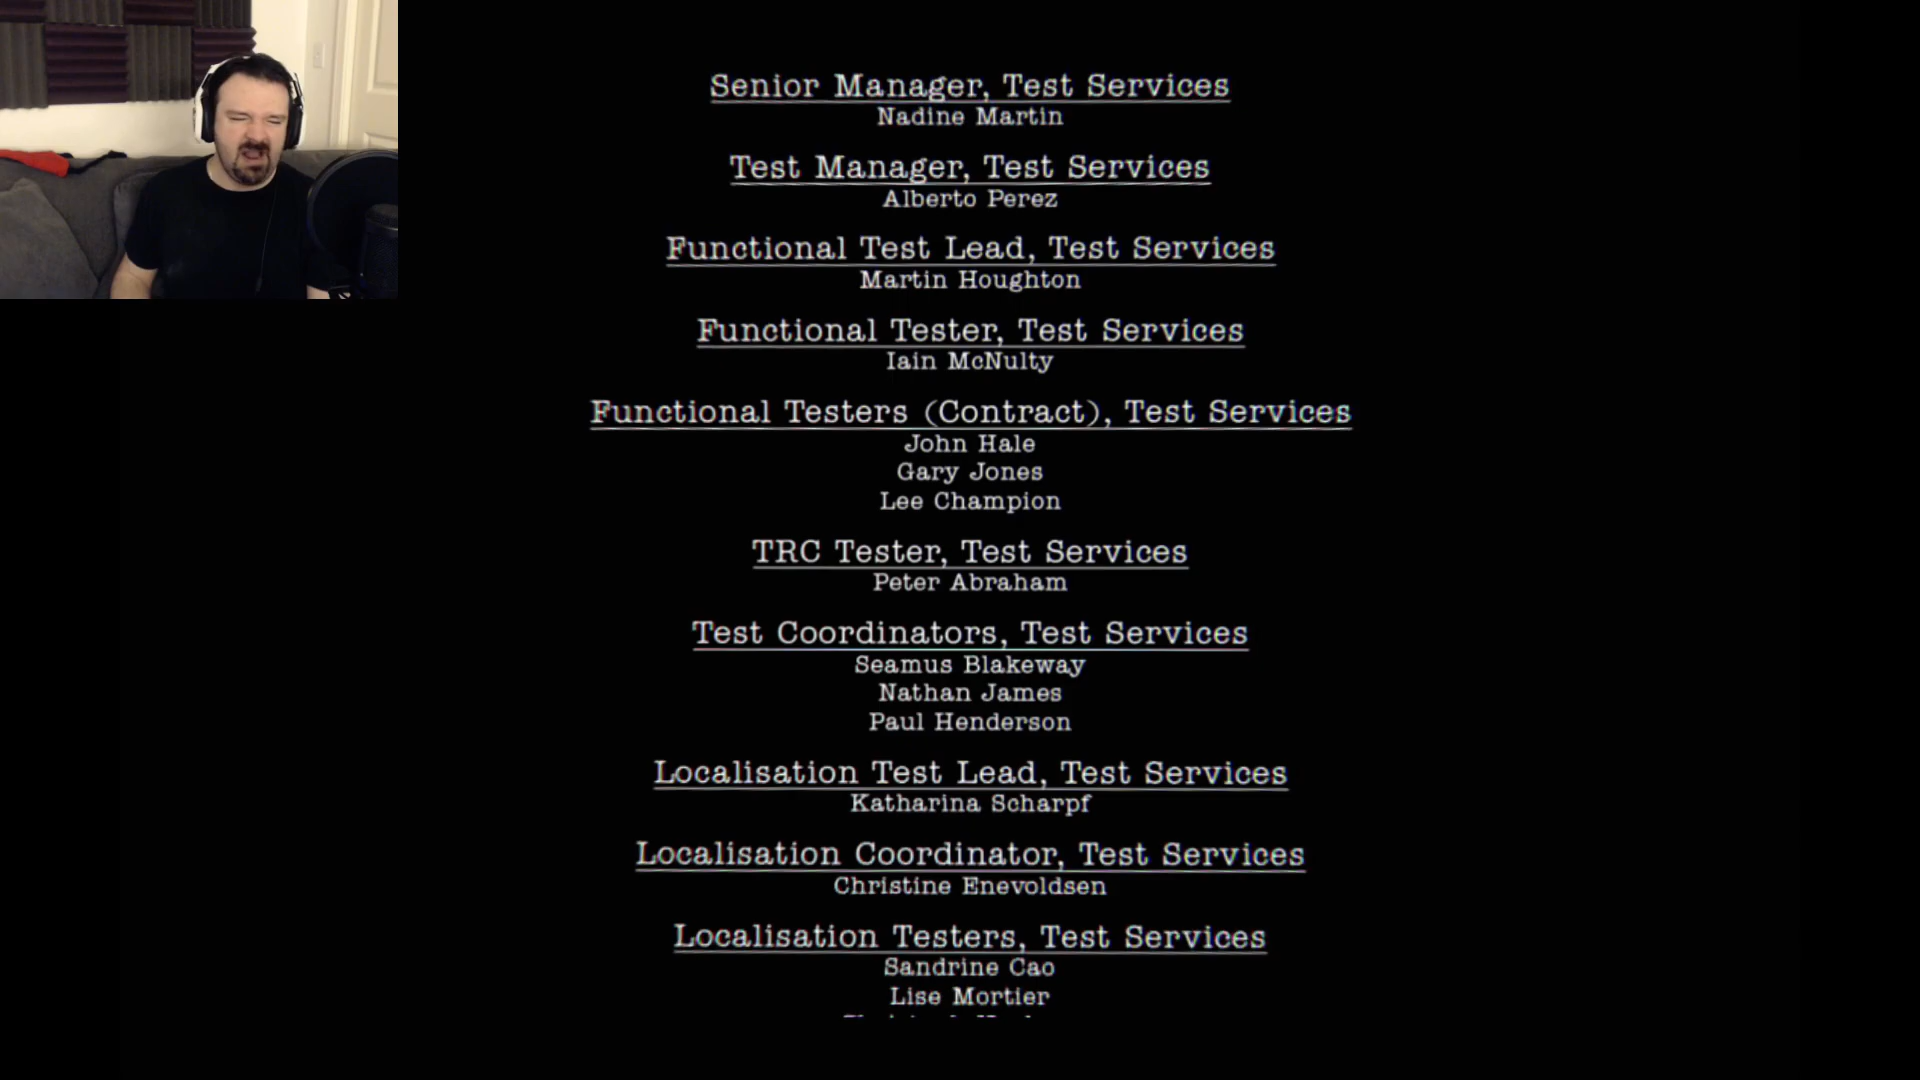 Senior Manager, Test Services
Nadine Martin
Test Manager, Test Services
Alberto Perez
Functional Test Lead, Test Services
Martin Houghton
Functional Tester, Test Services
Iain McNulty
Functional Testers (Contract), Test Services
John Hale
Gary Jones
Lee Champion
TRC Tester, Test Services
Peter Abraham
Test Coordinators, Test Services
Seamus Blakeway
Nathan James
Paul Henderson
Localisation Test Lead, Test Services
Katharina Scharpf
Localisation Coordinator, Test Services
Christine Enevoldsen
Localisation Testers, Test Services
Sandrine Cao
Lise Mortier